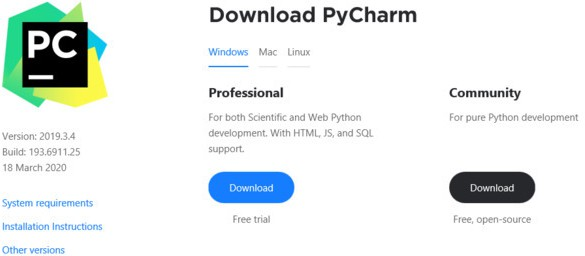 PC
Download PyCharm
Windows Mac Linux
Professional
For both Scientific and Web Python
development. With HTML, JS, and SQL
support.
Download
Free trial
Community
For pure Python development
Download
Free, open-source
Version: 2019.3.4
Build: 193.6911.25
18 March 2020
System requirements
Installation Instructions
Other versions